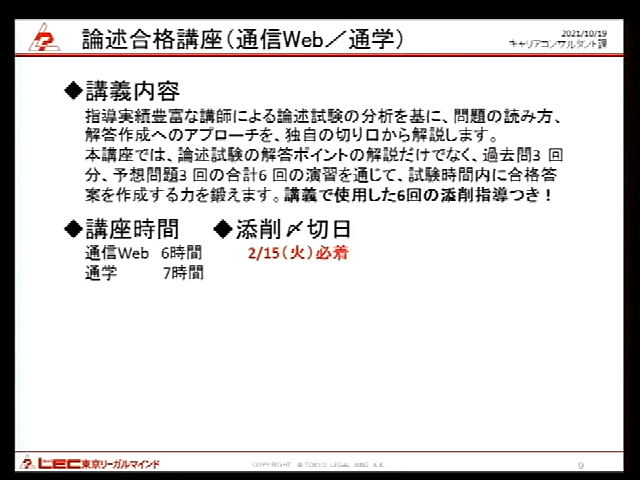 論述合格講座（通信Web／通学）
2021/10/19
キャリアコンサルタント課
◆講義内容
指導実績豊富な講師による論述試験の分析を基に、問題の読み方、
解答作成へのアプローチを、独自の切り口から解説します。
本講座では、論述試験の解答ポイントの解説だけでなく、過去問3 回
分、予想問題3 回の合計6 回の演習を通じて、試験時間内に合格答
案を作成する力を鍛えます。講義で使用した6回の添削指導つき！
◆講座時間 ◆添削〆切日
通信Web 6時間 2/15（火）必着
通学 7時間
LEC東京リーガルマインド
COPYRIGHT © TOKYO LEGAL MIND K.K
9